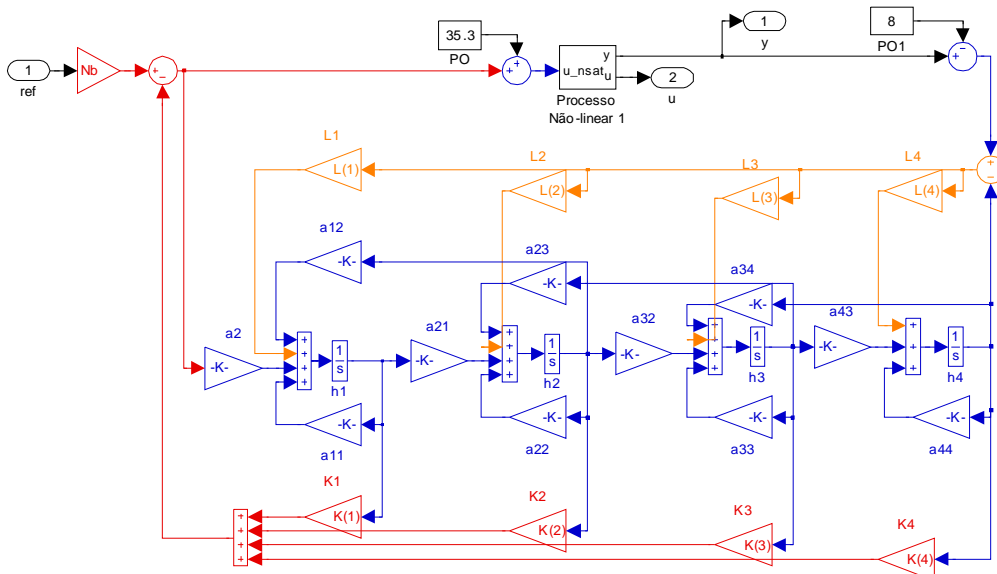 1
ref
Nb
+
−
35.3
PO
+
+
y
u_nsat
u
Processo
Não-linear 1
1
y
2
u
8
PO1
−
+
+
−
L1
L(1)
L2
L(2)
L3
L(3)
L4
L(4)
a12
-K-
a23
-K-
a34
-K-
a2
-K-
+
+
+
+
1
s
h1
a21
-K-
+
+
+
+
1
s
h2
a32
-K-
+
+
+
+
1
s
h3
a43
-K-
+
+
+
1
s
h4
-K-
a11
-K-
a22
-K-
a33
-K-
a44
K1
K(1)
K2
K(2)
K3
K(3)
K4
K(4)
+
+
+
+